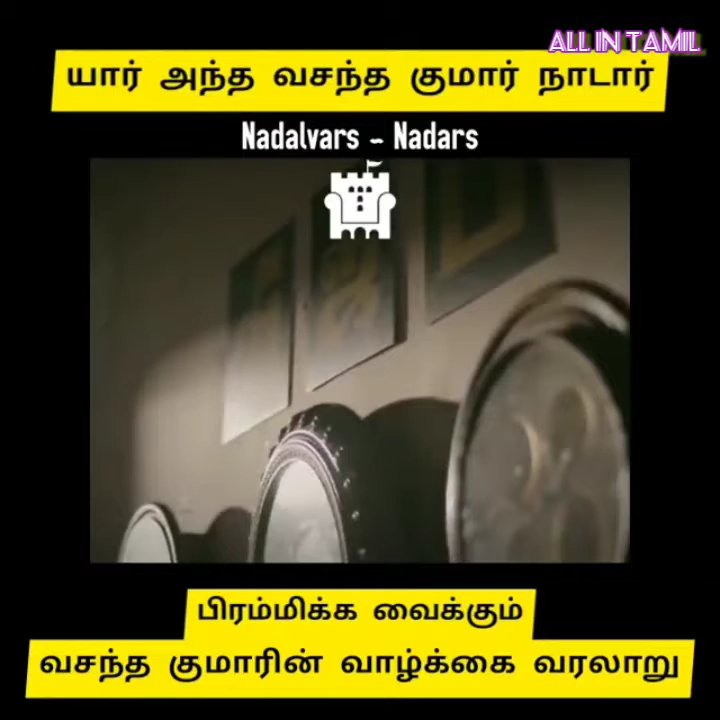 ALL IN TAMIL
யார் அந்த வசந்த குமார் நாடார்
Nadalvars - Nadars
பிரம்மிக்க வைக்கும்
வசந்த குமாரின் வாழ்க்கை வரலாறு